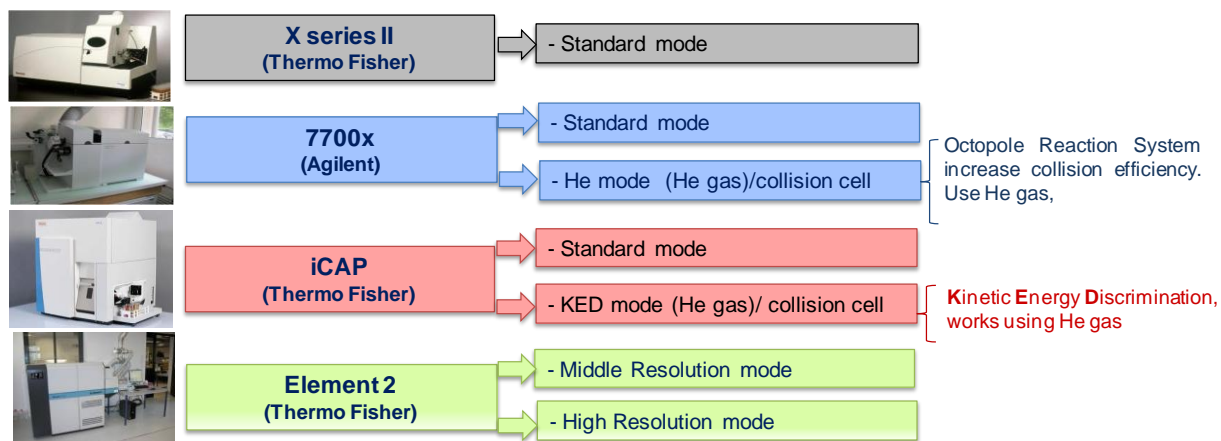 X series II
(Thermo Fisher)
- Standard mode
7700x
(Agilent)
- Standard mode
- He mode (He gas)/collision cell
Octopole Reaction System
increase collision efficiency.
Use He gas,
iCAP
(Thermo Fisher)
- Standard mode
- KED mode (He gas)/ collision cell
Kinetic Energy Discrimination,
works using He gas
Element 2
(Thermo Fisher)
- Middle Resolution mode
- High Resolution mode